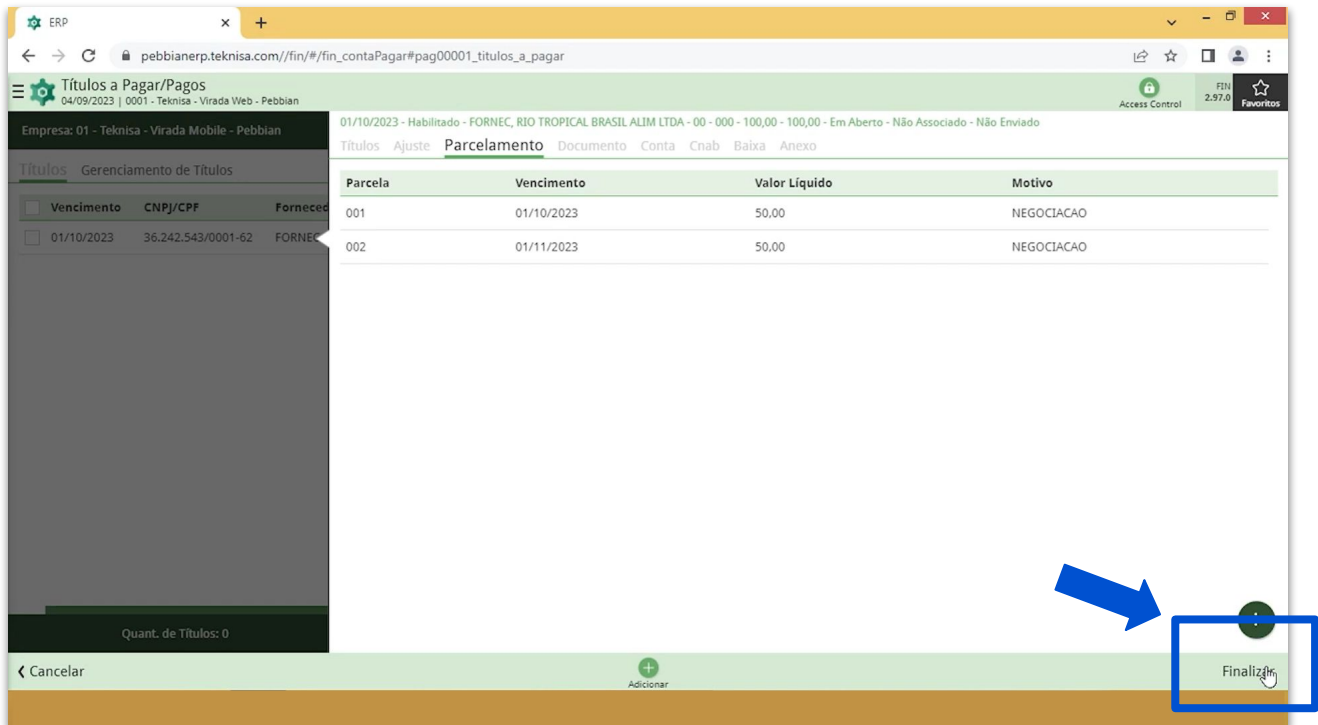 ERP
pebbianerp.teknisa.com//fin/#/fin_contaPagar#pag00001_titulos_a_pagar
Títulos a Pagar/Pagos
04/09/2023 | 0001 - Teknisa - Virada Web - Pebbian
Access Control
FIN
2.97.0
Favoritos
Empresa: 01 - Teknisa - Virada Mobile - Pebbian
Títulos Gerenciamento de Títulos
Vencimento CNPJ/CPF Forneced
01/10/2023 36.242.543/0001-62 FORNEC
Quant. de Títulos: 0
01/10/2023 - Habilitado - FORNEC, RIO TROPICAL BRASIL ALIM LTDA - 00 - 000 - 100,00 - 100,00 - Em Aberto - Não Associado - Não Enviado
Títulos Ajuste Parcelamento Documento Conta Cnab Baixa Anexo
Parcela Vencimento Valor Líquido Motivo
001 01/10/2023 50,00 NEGOCIACAO
002 01/11/2023 50,00 NEGOCIACAO
Cancelar
Adicionar
Finalizar